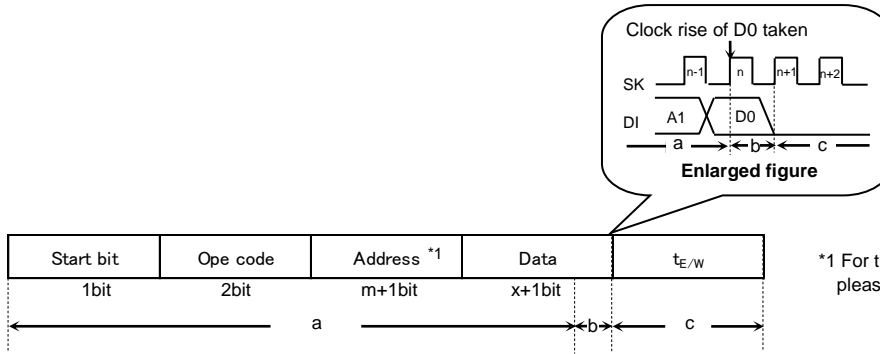 Clock rise of D0 taken
SK n-1 n n+1 n+2
DI A1 D0
a b c
Enlarged figure
Start bit Ope code Address *1 Data tE/W
1bit 2bit m+1bit x+1bit
a b c
*1 For t
pleas